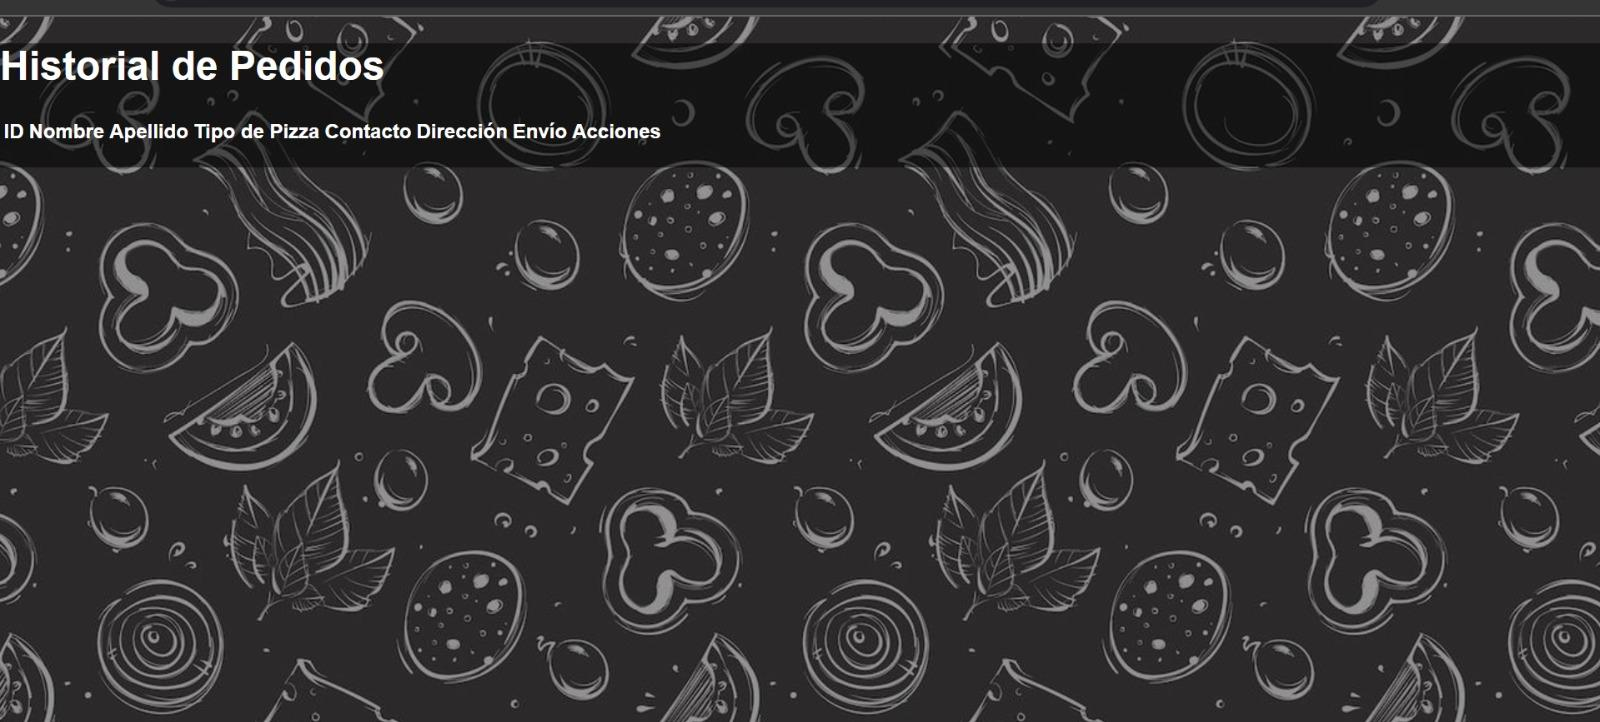 Historial de Pedidos
ID Nombre Apellido Tipo de Pizza Contacto Dirección Envío Acciones